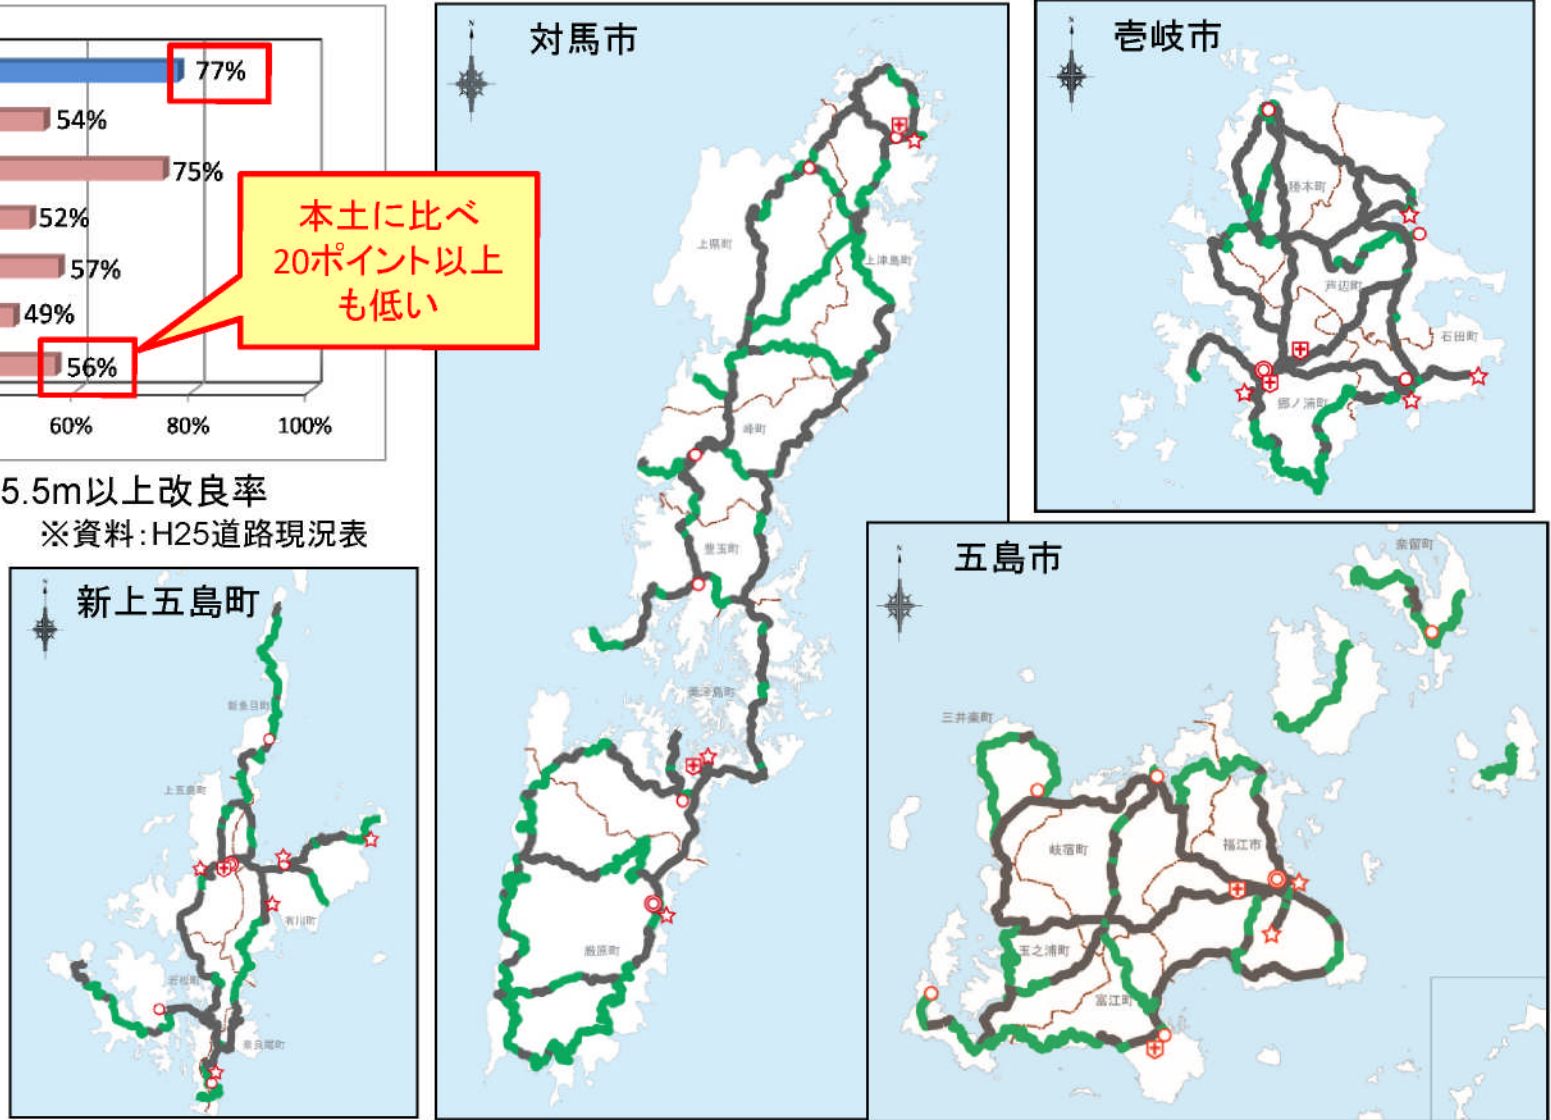 77%
54%
75%
52%
57%
49%
56%
60%
80%
100%
本土に比べ
20ポイント以上
も低い
5.5m以上改良率
※資料:H25道路現況表
対馬市
N
上県町
上津島町
峰町
豊玉町
美津島町
厳原町
壱岐市
N
勝本町
芦辺町
石田町
郷ノ浦町
新上五島町
N
新魚目町
上五島町
有川町
若松町
奈良尾町
五島市
N
奈留町
三井楽町
岐宿町
福江市
玉之浦町
富江町